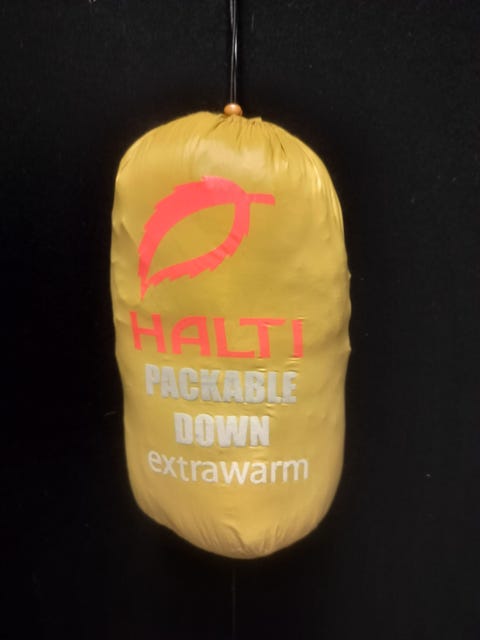 HALTI
PACKABLE
DOWN
extrawarm